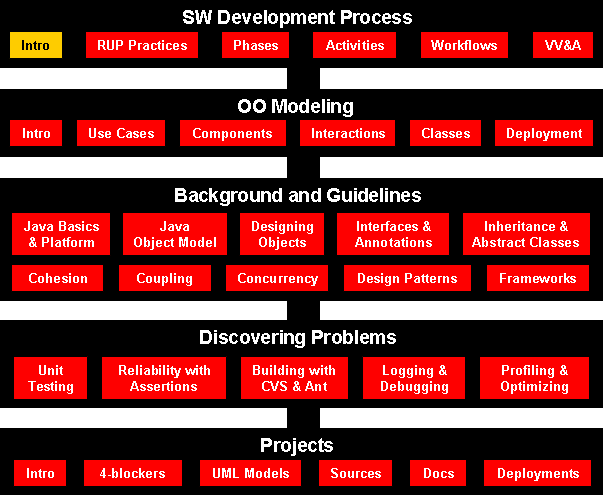 SW Development Process
Intro RUP Practices Phases Activities Workflows VV&A
OO Modeling
Intro Use Cases Components Interactions Classes Deployment
Background and Guidelines
Java Basics & Platform
Java Object Model
Designing Objects
Interfaces & Annotations
Inheritance & Abstract Classes
Cohesion Coupling Concurrency Design Patterns Frameworks
Discovering Problems
Unit Testing
Reliability with Assertions
Building with CVS & Ant
Logging & Debugging
Profiling & Optimizing
Projects
Intro 4-blockers UML Models Sources Docs Deployments